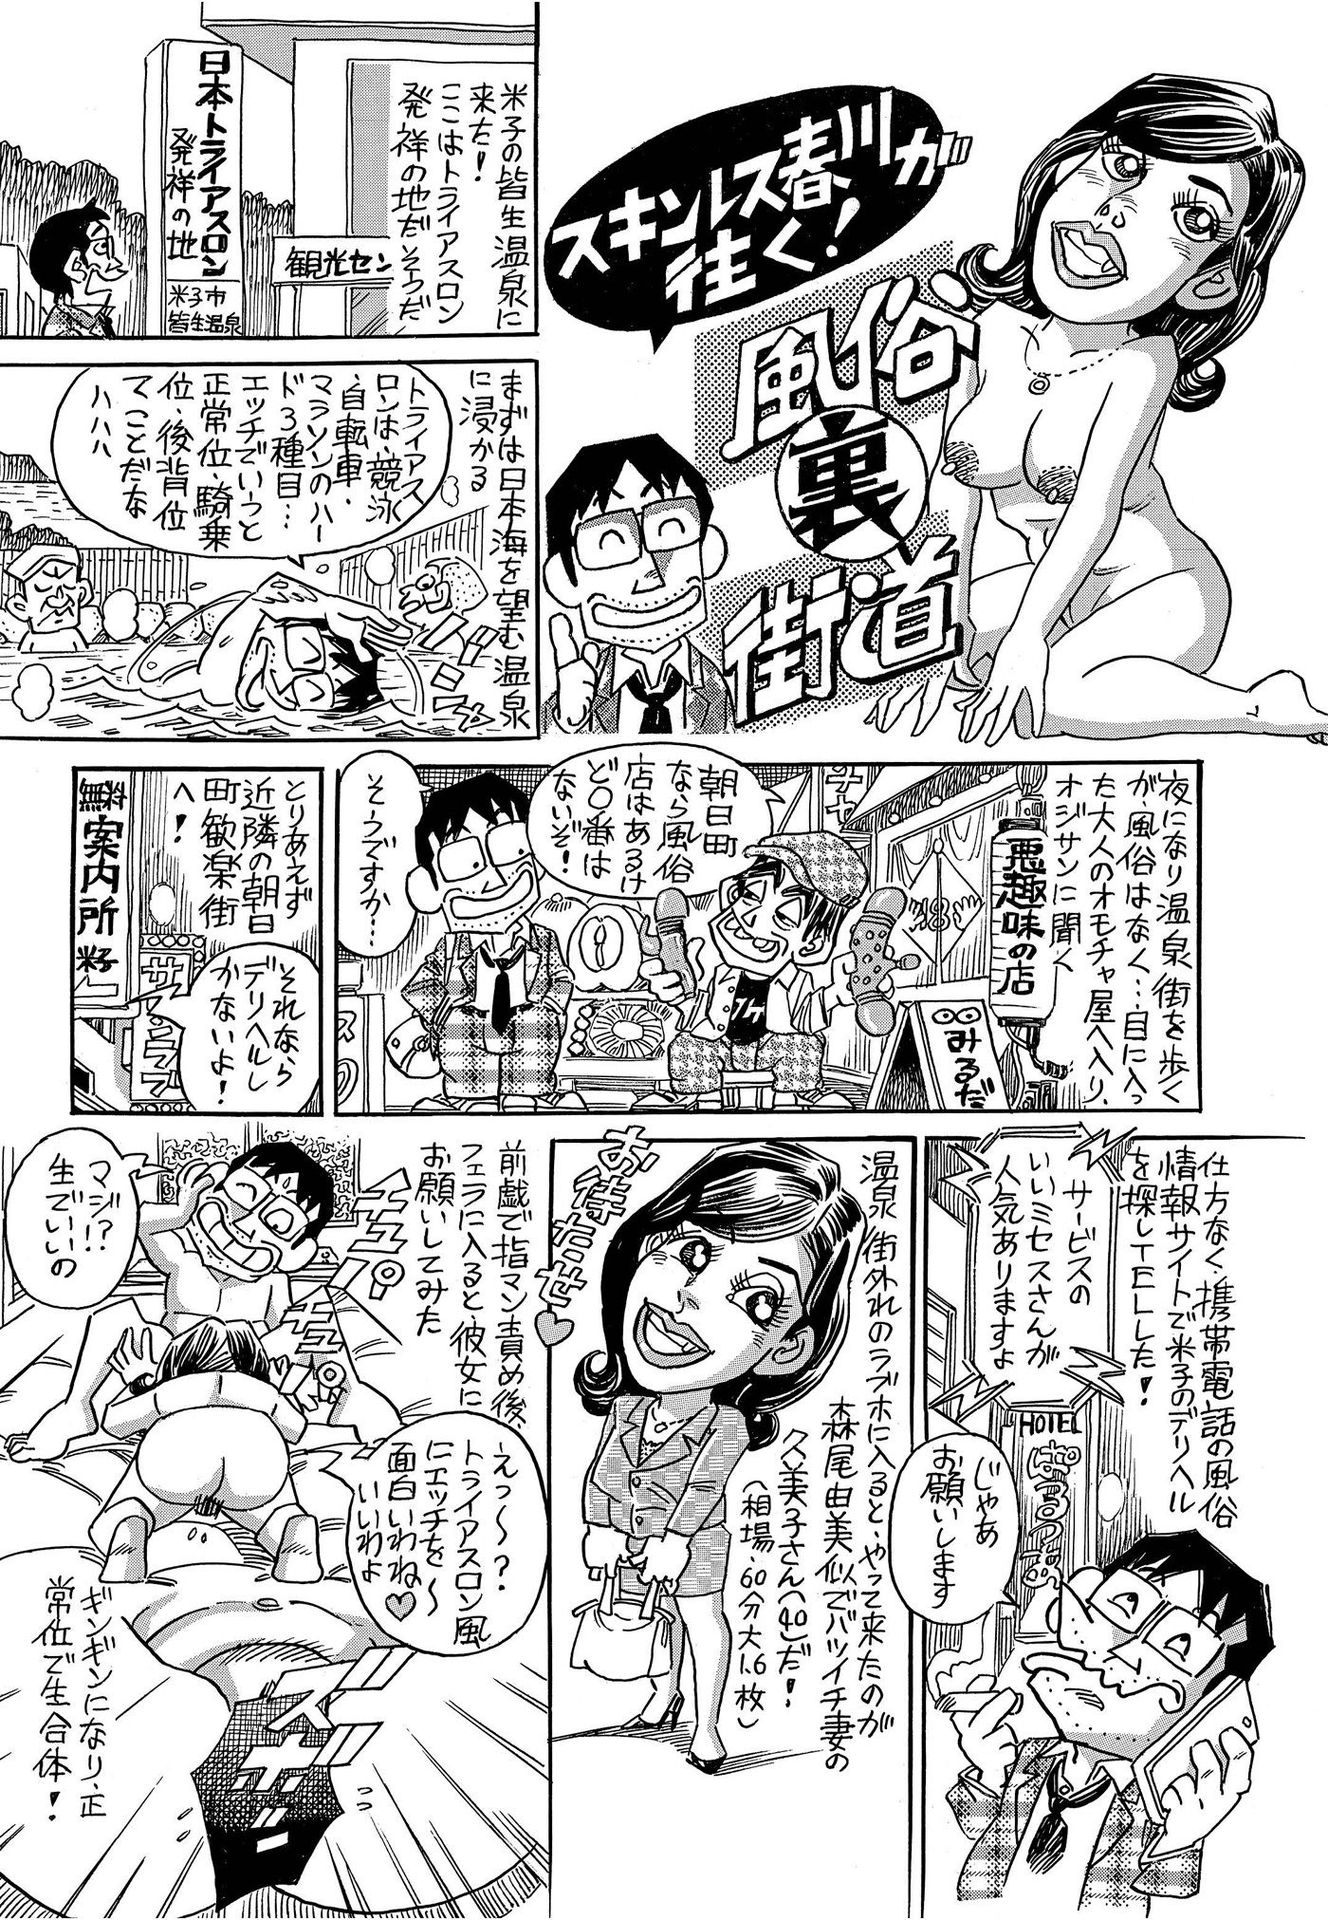 スキンレス春川が
往く!
風俗
裏
街道
米子の皆生温泉に
来た!
ここはトライアスロン
発祥の地だそうだ
日本トライアスロン
発祥の地
米子市
皆生温泉
観光セン
まずは日本海を望む温泉
に浸かる
トライアス
ロンは、競泳
、自転車、
マラソンのハー
ド3種目…
エッチでいうと
正常位、騎乗
位、後背位
てことだな
ハハハ
夜になり温泉街を歩く
が、風俗はなく…目に入っ
た大人のオモチャ屋へ入り、
オジサンに聞く
悪趣味の店
みるだ
朝日町
なら風俗
店はあるけ
ど〇番は
ないぞ!
そうですか…
とりあえず
近隣の朝日
町歓楽街
へ!
無料案内所
米子
それなら
デリヘルし
かないよ!
仕方なく、携帯電話の風俗
情報サイトで米子のデリヘル
を探しTELした!
サービスの
いいミセスさんが
人気ありますよ
HOTEL
じゃあ
お願いします
温泉街外れのラブホに入ると、やって来たのが
森尾由美似でバツイチ妻の
久美子さん(40)だ!
(相場・60分大1.6枚)
お待たせ♡
前戯で指マン責め後、
フェラに入ると、彼女に
お願いしてみた
チュパ
チュパ
マジ!?
生でいいの
えっ〜?
トライアスロン風
にエッチを〜
面白いわね♡
いいわよ
ギンギンになり、正
常位で生合体!